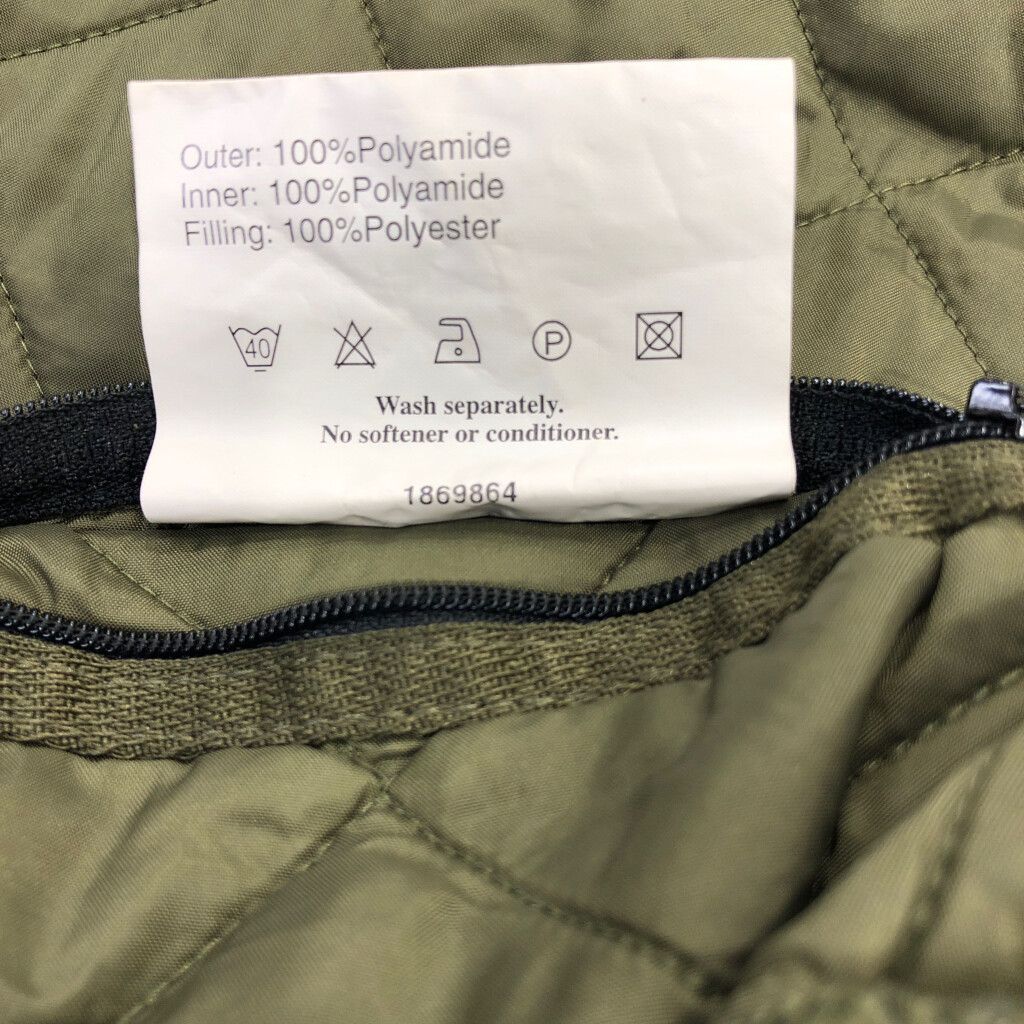 Outer: 100%Polyamide
Inner: 100%Polyamide
Filling: 100%Polyester
40 P
Wash separately.
No softener or conditioner.
1869864